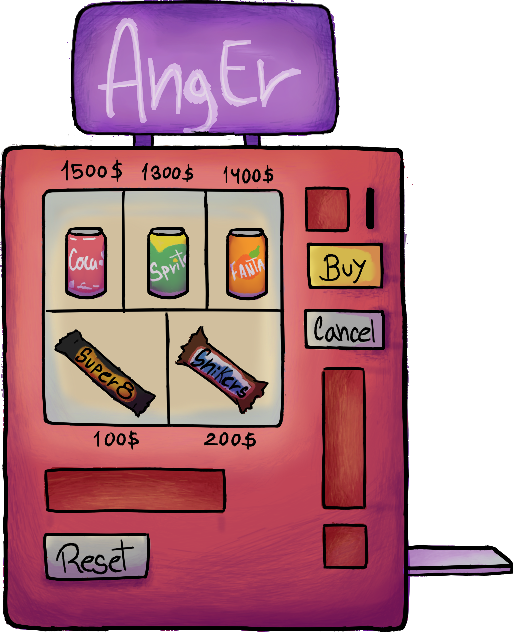 AngEr
1500$ 1300$ 1400$
Coca
Sprite
FANTA
Buy
Cancel
Super8
Snikers
100$ 200$
Reset